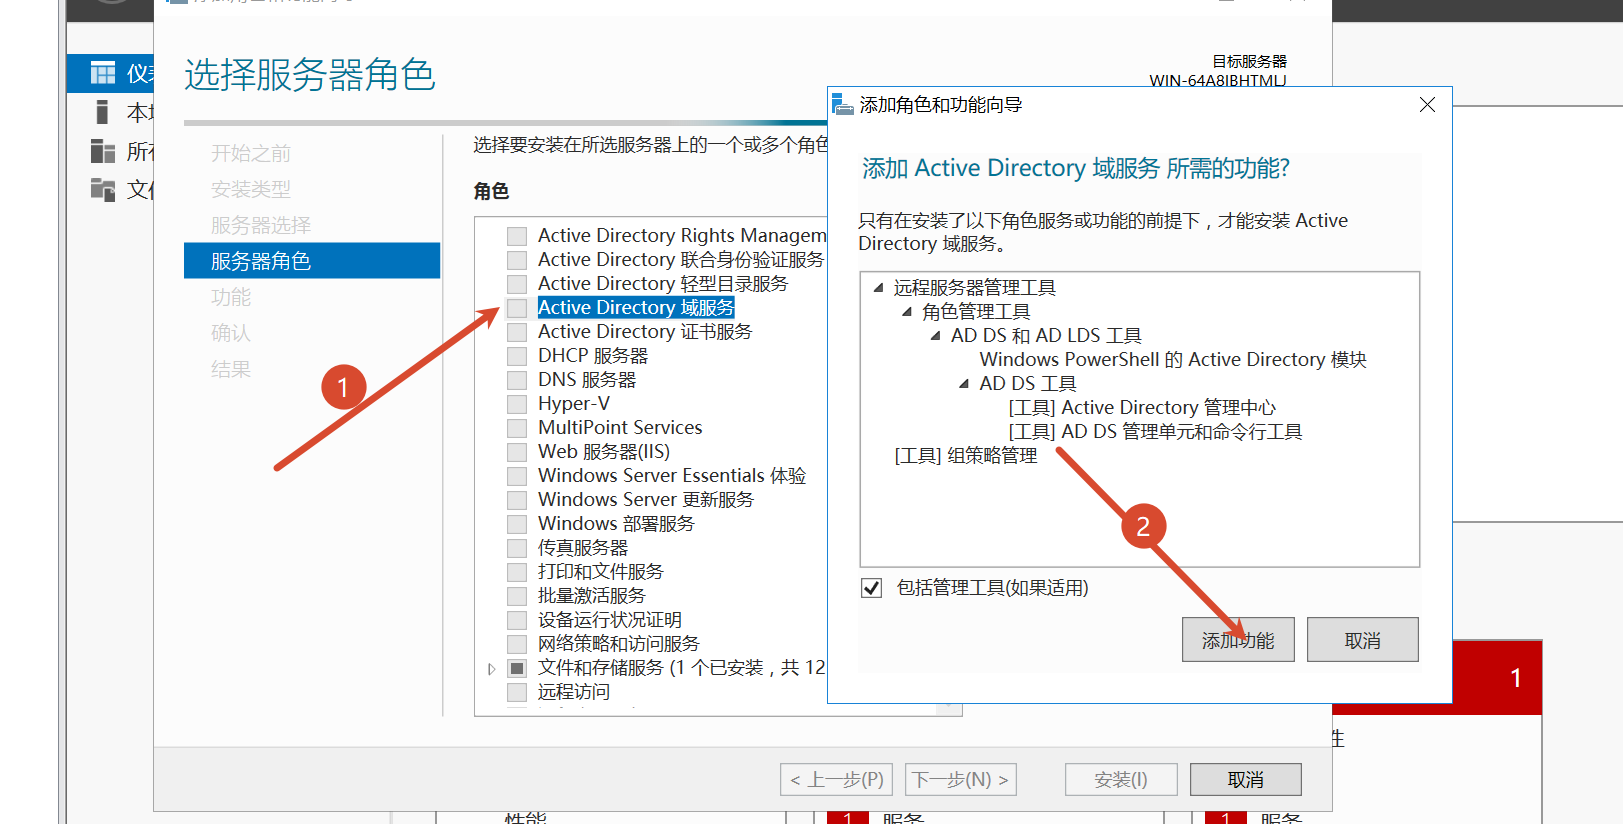 选择服务器角色
目标服务器
WIN-64A8IBHTMLJ
仪
本
所
文
开始之前
安装类型
服务器选择
服务器角色
功能
确认
结果
选择要安装在所选服务器上的一个或多个角色
角色
Active Directory Rights Managem
Active Directory 联合身份验证服务
Active Directory 轻型目录服务
Active Directory 域服务
Active Directory 证书服务
DHCP 服务器
DNS 服务器
Hyper-V
MultiPoint Services
Web 服务器(IIS)
Windows Server Essentials 体验
Windows Server 更新服务
Windows 部署服务
传真服务器
打印和文件服务
批量激活服务
设备运行状况证明
网络策略和访问服务
文件和存储服务 (1 个已安装，共 12
远程访问
1
添加角色和功能向导
添加 Active Directory 域服务 所需的功能?
只有在安装了以下角色服务或功能的前提下，才能安装 Active
Directory 域服务。
远程服务器管理工具
角色管理工具
AD DS 和 AD LDS 工具
Windows PowerShell 的 Active Directory 模块
AD DS 工具
[工具] Active Directory 管理中心
[工具] AD DS 管理单元和命令行工具
[工具] 组策略管理
2
包括管理工具(如果适用)
添加功能
取消
1
性
< 上一步(P)
下一步(N) >
安装(I)
取消
性能
1
服务
1
服务